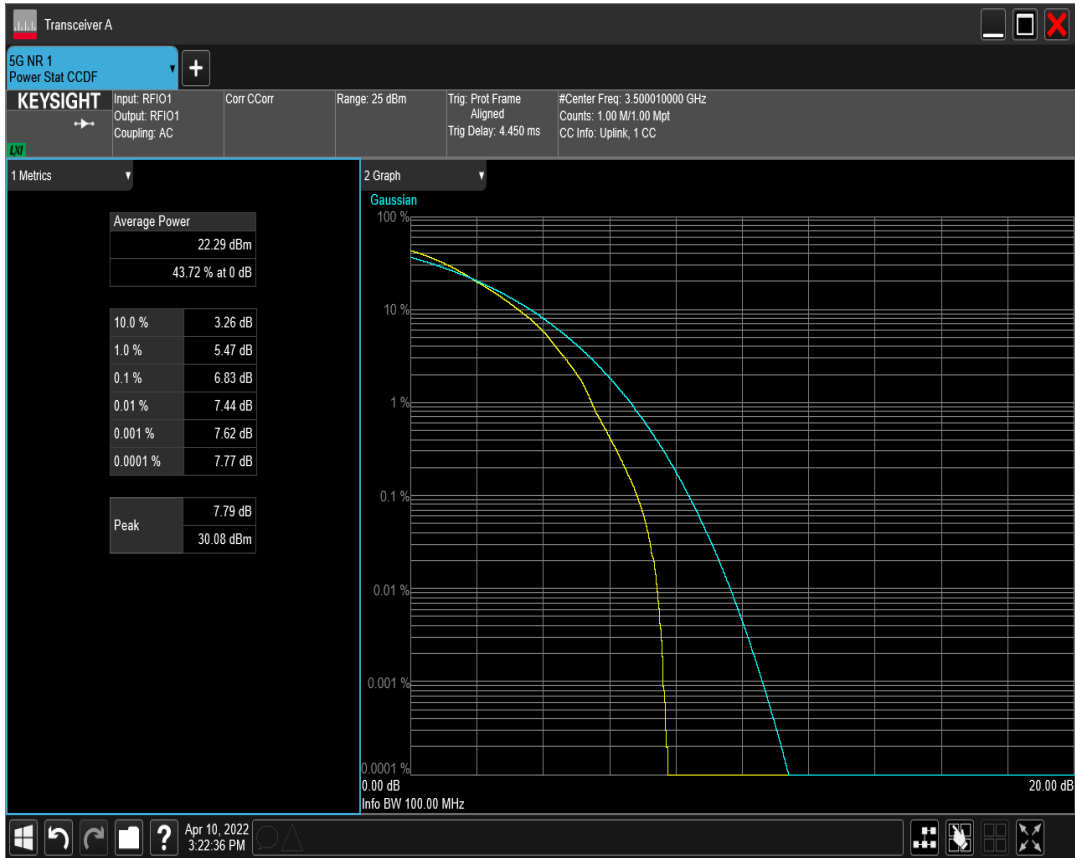 Transceiver A
5G NR 1
Power Stat CCDF
+
KEYSIGHT
LXI
Input: RFIO1
Output: RFIO1
Coupling: AC
Corr CCorr
Range: 25 dBm
Trig: Prot Frame
Aligned
Trig Delay: 4.450 ms
#Center Freq: 3.500010000 GHz
Counts: 1.00 M/1.00 Mpt
CC Info: Uplink, 1 CC
1 Metrics
Average Power
22.29 dBm
43.72 % at 0 dB
10.0 % 3.26 dB
1.0 % 5.47 dB
0.1 % 6.83 dB
0.01 % 7.44 dB
0.001 % 7.62 dB
0.0001 % 7.77 dB
Peak
7.79 dB
30.08 dBm
2 Graph
Gaussian
100 %
10 %
1 %
0.1 %
0.01 %
0.001 %
0.0001 %
0.00 dB 20.00 dB
Info BW 100.00 MHz
?
Apr 10, 2022
3:22:36 PM